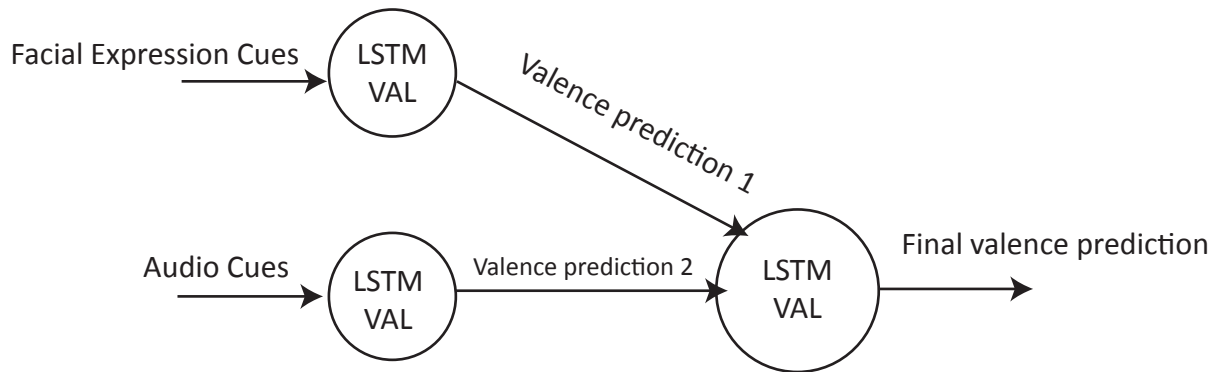 Facial Expression Cues
LSTM
VAL
Valence prediction 1
Audio Cues
LSTM
VAL
Valence prediction 2
LSTM
VAL
Final valence prediction